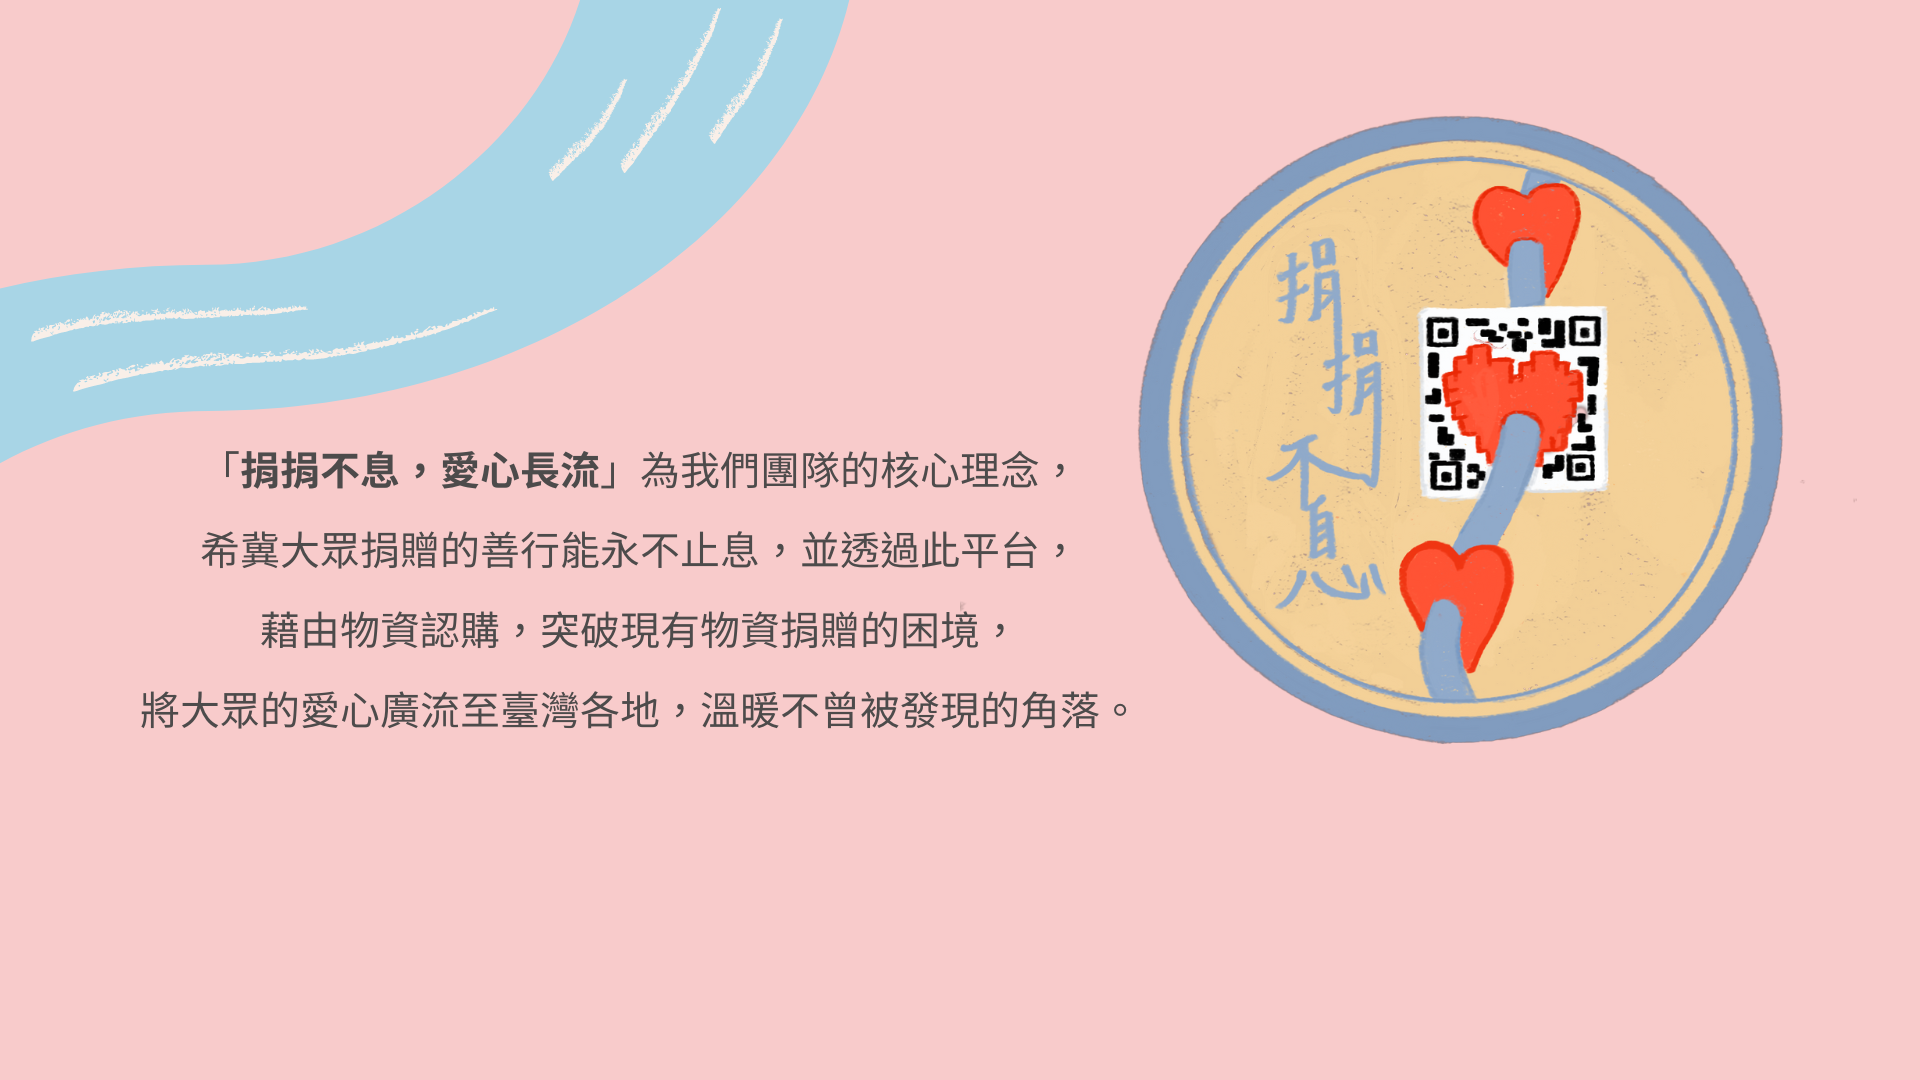 「捐捐不息，愛心長流」為我們團隊的核心理念，
希冀大眾捐贈的善行能永不止息，並透過此平台，
藉由物資認購，突破現有物資捐贈的困境，
將大眾的愛心廣流至臺灣各地，溫暖不曾被發現的角落。
捐捐不息